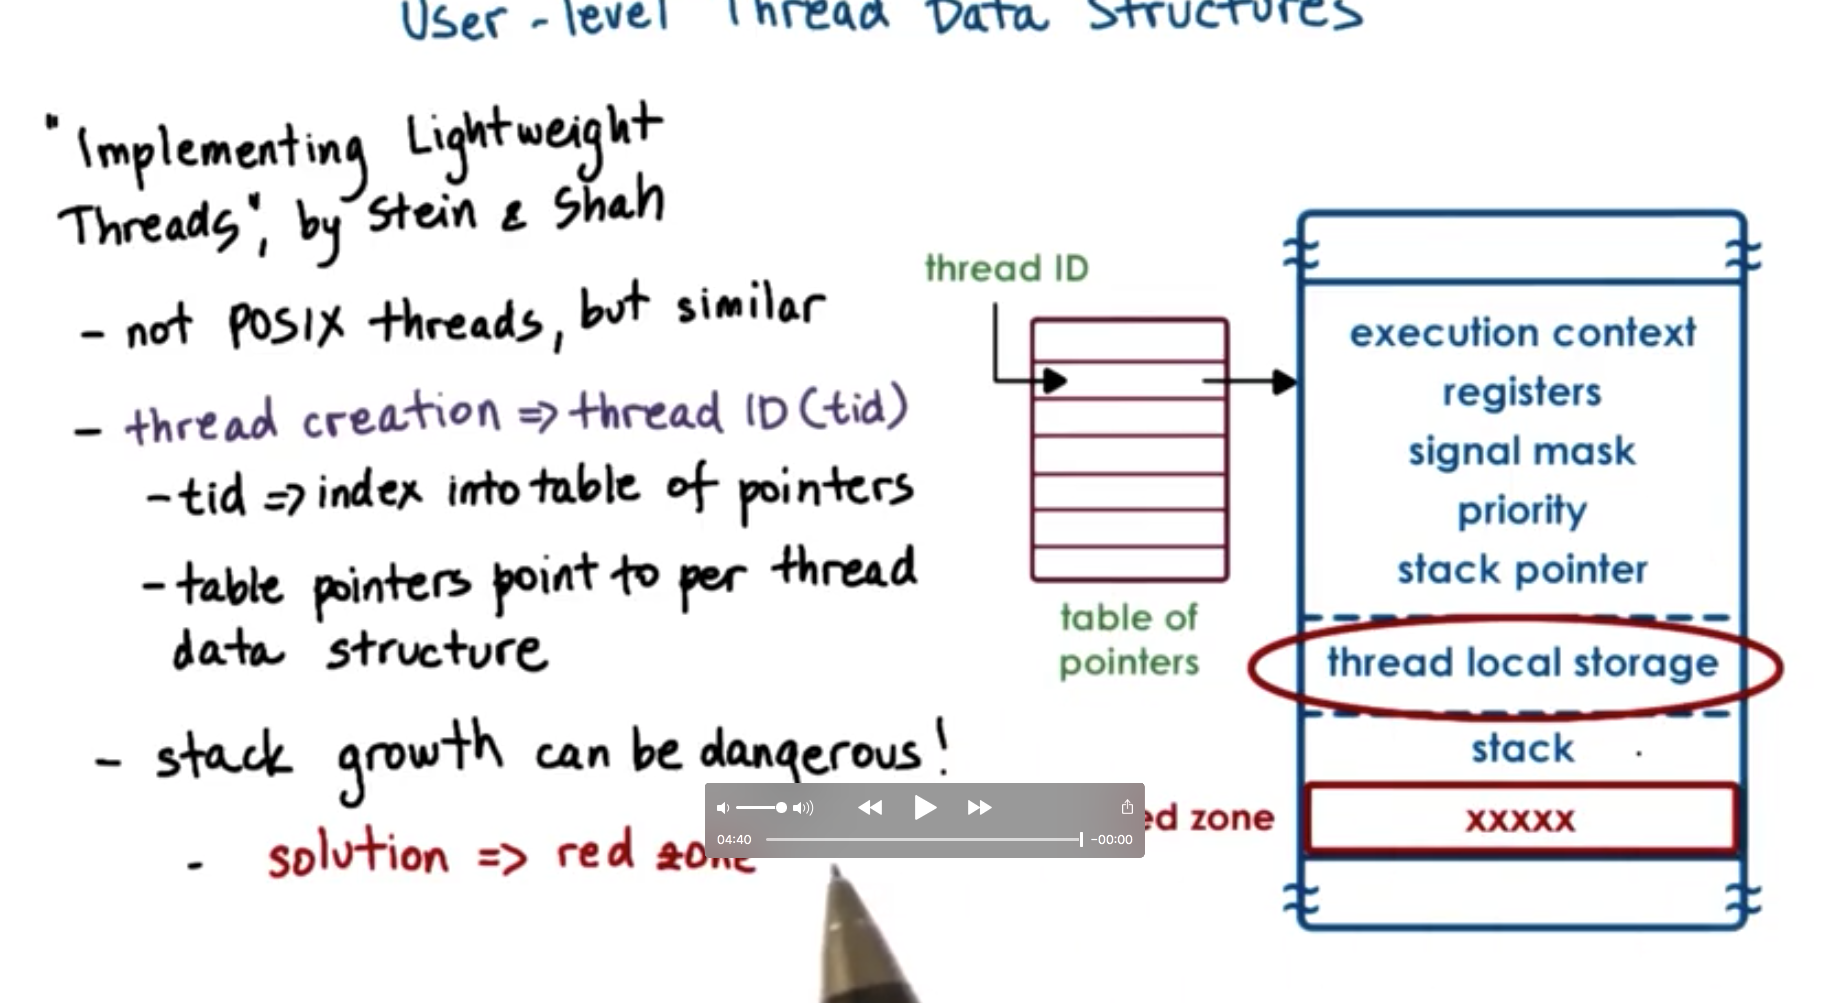 User-level Thread Data Structures
"Implementing Lightweight
Threads", by Stein & Shah
- not POSIX threads, but similar
- thread creation => thread ID (tid)
- tid => index into table of pointers
- table pointers point to per thread
data structure
- stack growth can be dangerous!
- solution => red zone
thread ID
table of
pointers
execution context
registers
signal mask
priority
stack pointer
thread local storage
stack
ed zone
xxxxx
04:40
-00:00